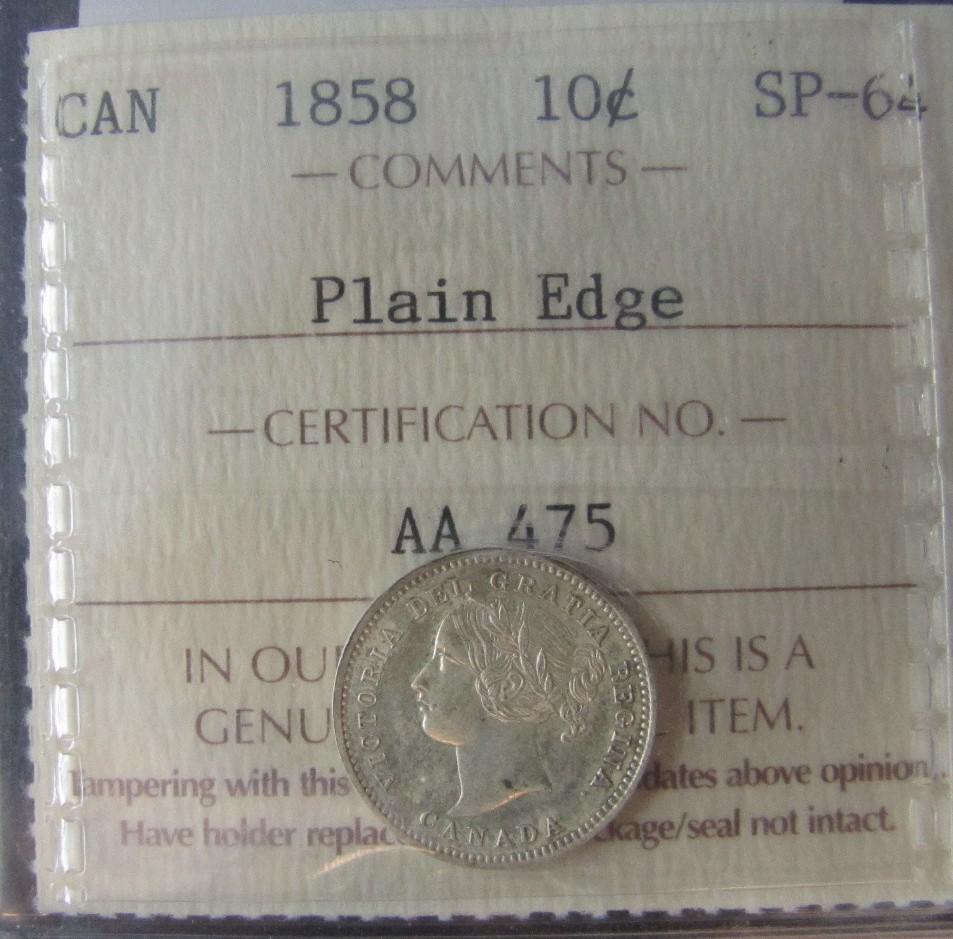 CAN 1858 10¢ SP-64
— COMMENTS —
Plain Edge
— CERTIFICATION NO. —
AA 475
IN OU HIS IS A
GENU ITEM.
Tampering with this dates above opinion.
Have holder replac ckage/seal not intact.
VICTORIA DEI GRATIA REGINA
CANADA